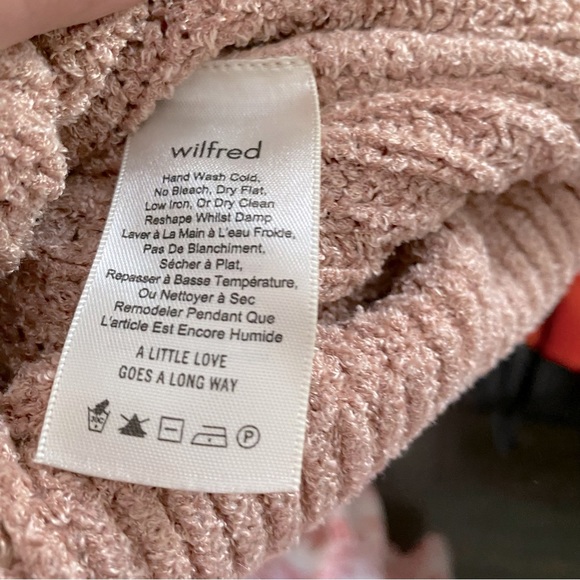 wilfred
Hand Wash Cold,
No Bleach, Dry Flat,
Low Iron, Or Dry Clean
Reshape Whilst Damp
Laver à La Main à L'eau Froide,
Pas De Blanchiment,
Sécher à Plat,
Repasser à Basse Température,
Ou Nettoyer à Sec
Remodeler Pendant Que
L'article Est Encore Humide
A LITTLE LOVE
GOES A LONG WAY
P